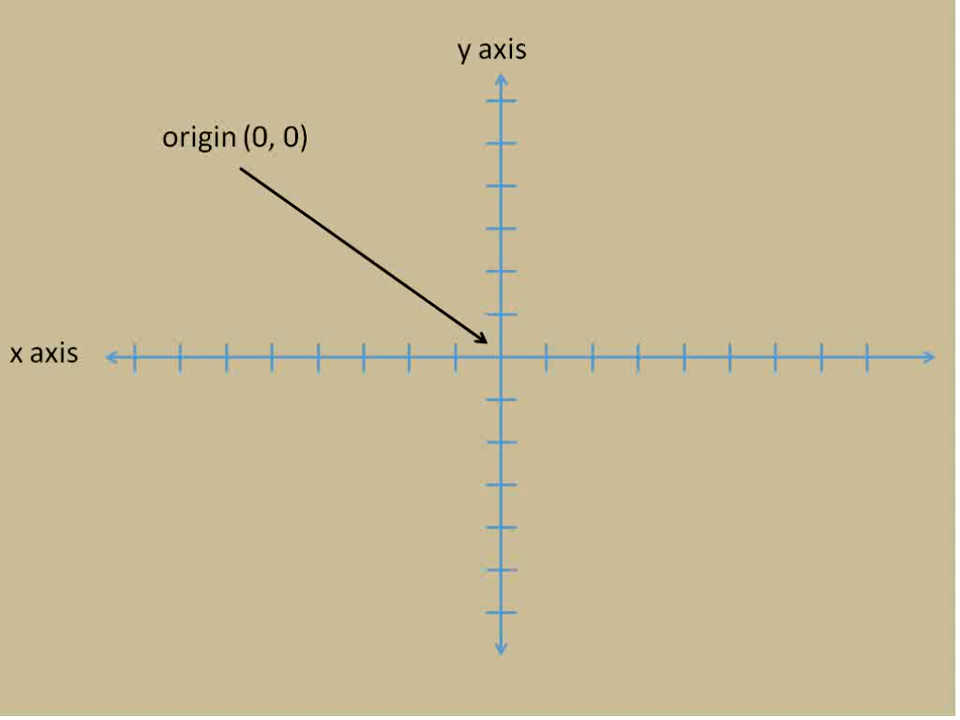 y axis
origin (0, 0)
x axis